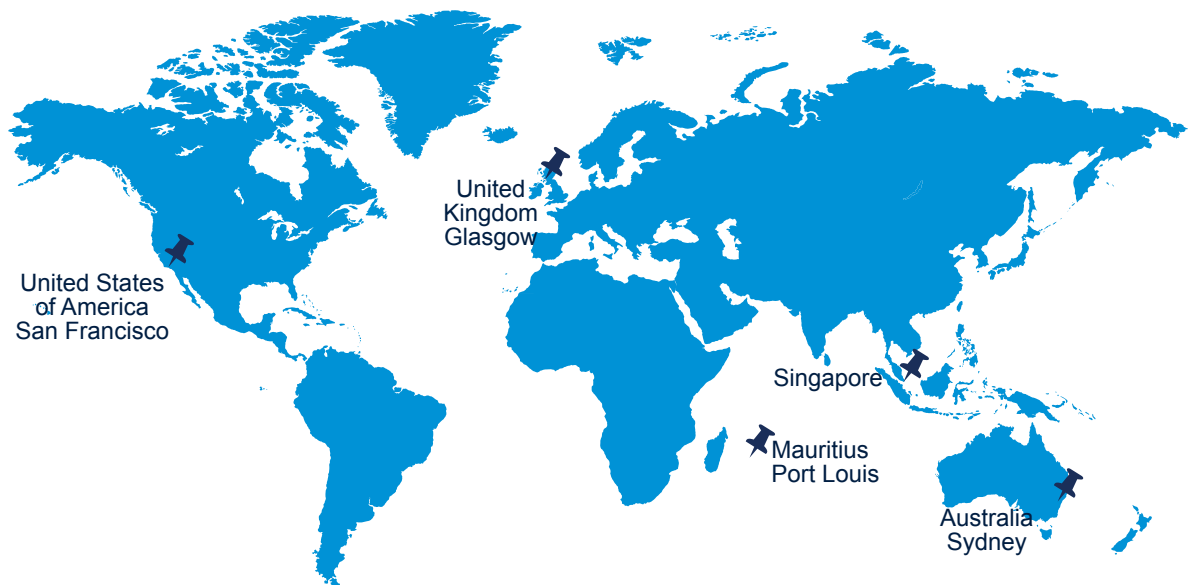 United
Kingdom
Glasgow
United States
of America
San Francisco
Singapore
Mauritius
Port Louis
Australia
Sydney